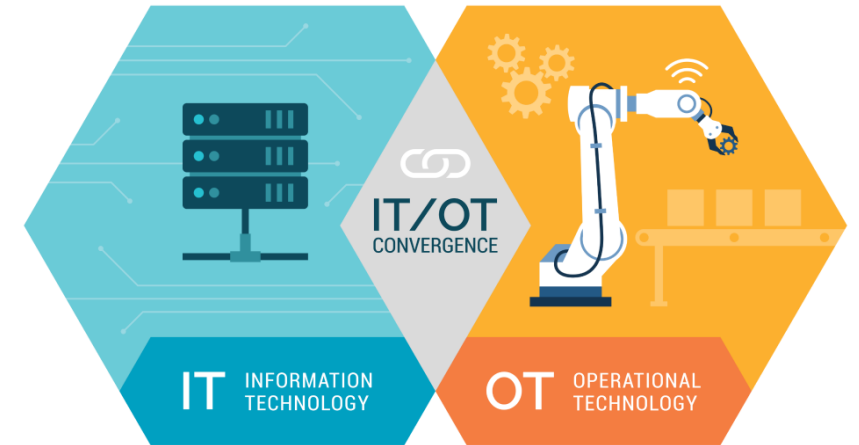 IT/OT
CONVERGENCE
IT INFORMATION
TECHNOLOGY
OT OPERATIONAL
TECHNOLOGY